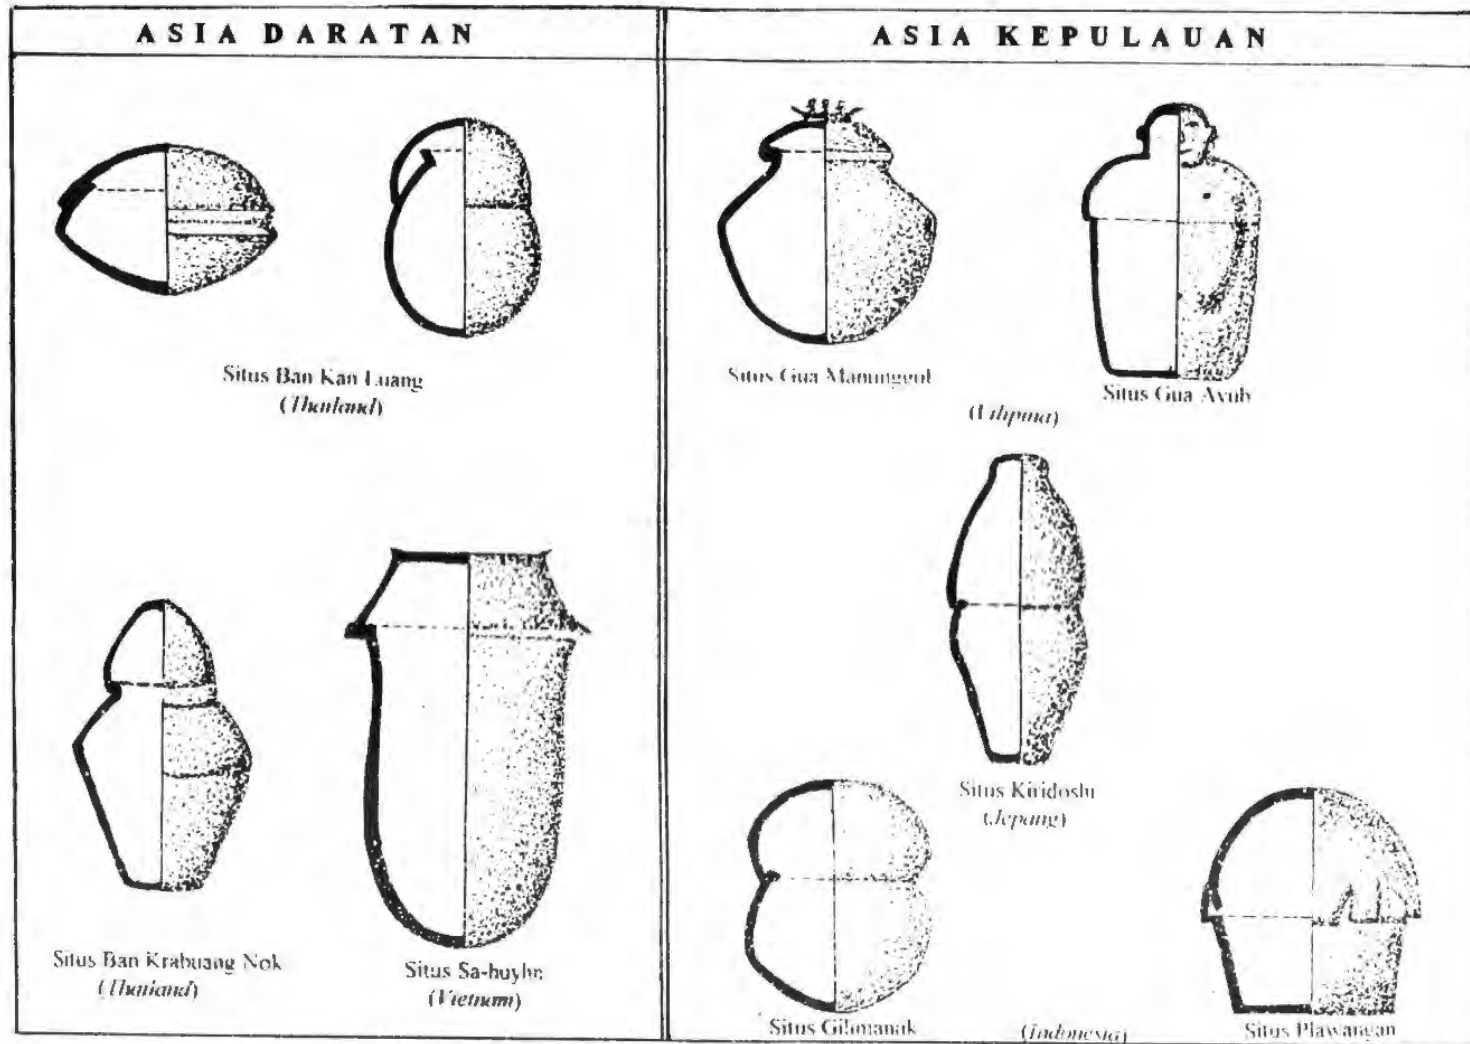 ASIA DARATAN
ASIA KEPULAUAN
Situs Ban Kan Luang
(Thailand)
Situs Gua Manunggul
Situs Gua Ayub
(Filipina)
Situs Ban Krabuang Nok
(Thailand)
Situs Sa-huyhn
(Vietnam)
Situs Kiridoshi
(Jepang)
Situs Gilimanuk
(Indonesia)
Situs Plawangan